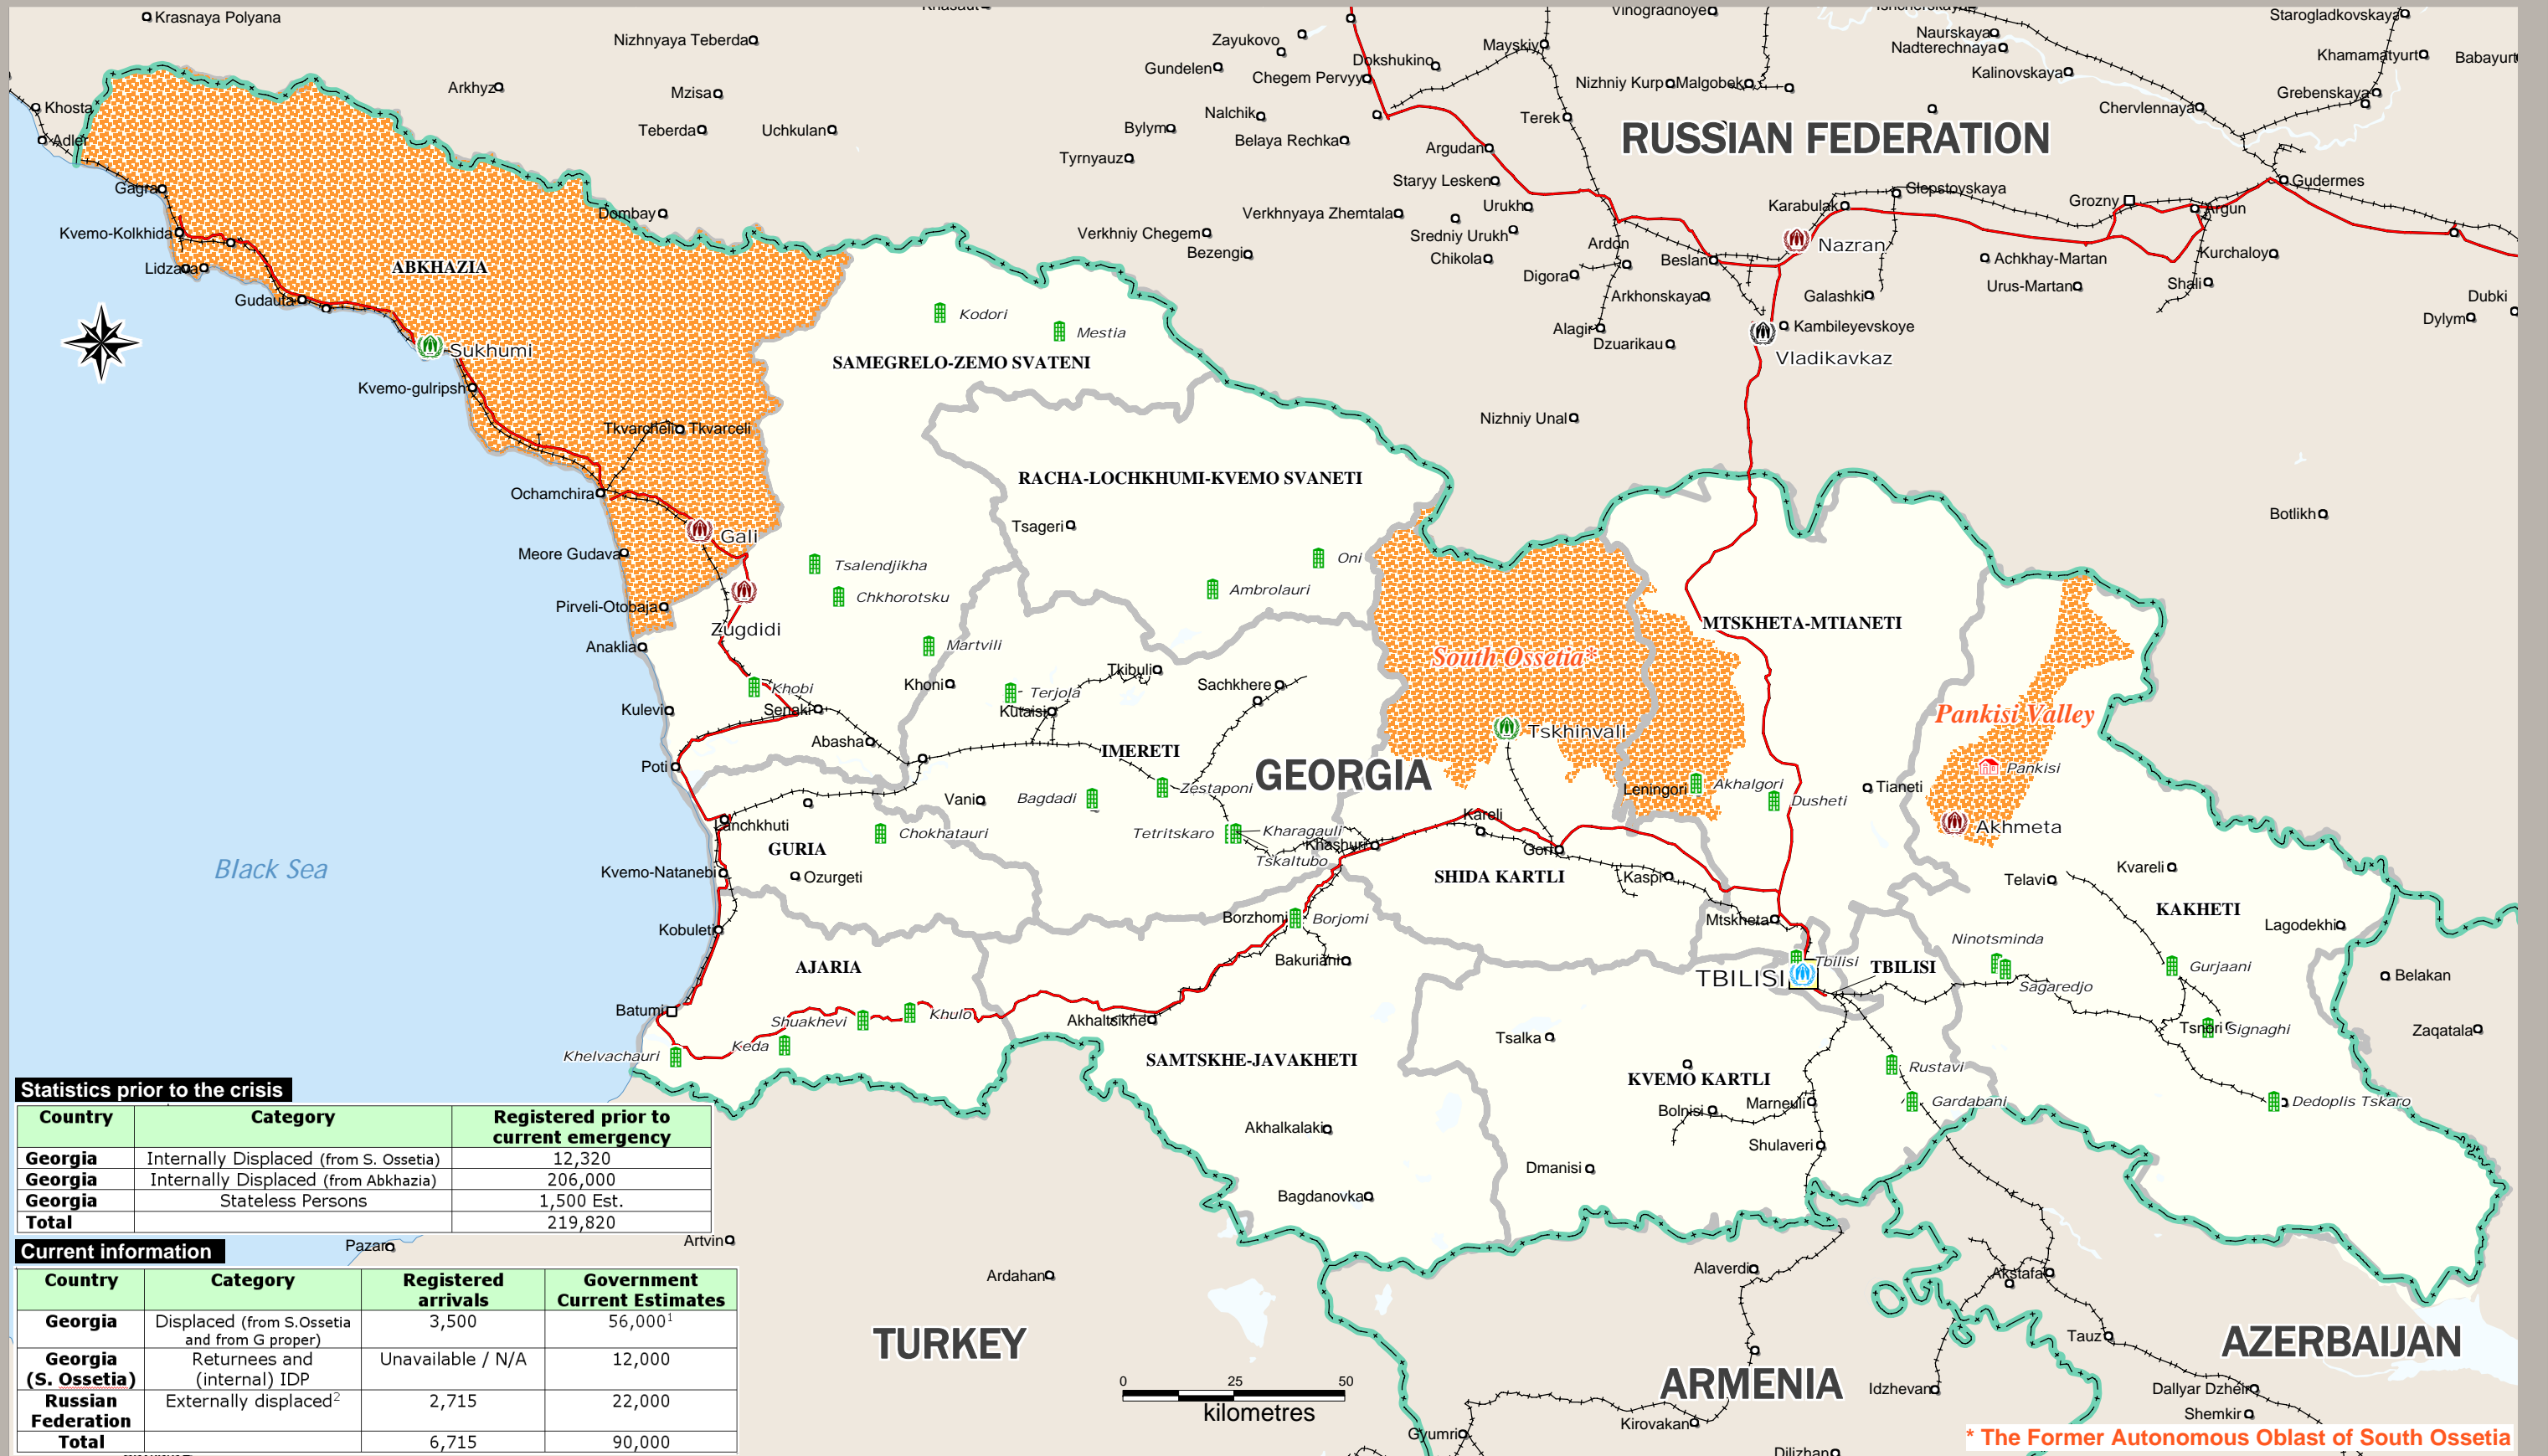 Krasnaya Polyana
Nizhnyaya Teberda
Zayukovo
Gundelen
Chegem Pervyy
Dokshukino
Mayskiy
Vinogradnoye
Nizhniy Kurp
Malgobek
Naurskaya
Nadterechnaya
Kalinovskaya
Starogladkovskaya
Khamamatyurt
Babayurt
Grebenskaya
Chervlennaya
Khosta
Adler
Arkhyz
Mzisa
Teberda
Uchkulan
Bylym
Nalchik
Belaya Rechka
Tyrnyauz
Terek
Argudan
RUSSIAN FEDERATION
Staryy Lesken
Urukh
Verkhnyaya Zhemtala
Sredniy Urukh
Verkhniy Chegem
Bezengi
Chikola
Digora
Ardon
Beslan
Arkhonskaya
Alagir
Dzuarikau
Karabulak
Slepstovskaya
Nazran
Galashki
Kambileyevskoye
Vladikavkaz
Grozny
Argun
Gudermes
Achkhay-Martan
Urus-Martan
Kurchaloy
Shali
Dubki
Dylym
Nizhniy Unal
Botlikh
Gagra
Kvemo-Kolkhida
Lidzava
Gudauta
ABKHAZIA
Dombay
Sukhumi
Kvemo-gulripsh
Tkvarcheli
Tkvarceli
Ochamchira
Gali
Meore Gudava
Pirveli-Otobaja
Anaklia
Zugdidi
Kodori
Mestia
SAMEGRELO-ZEMO SVATENI
RACHA-LOCHKHUMI-KVEMO SVANETI
Tsageri
Oni
Ambrolauri
Tsalendjikha
Chkhorotsku
Martvili
Khobi
Senaki
Kulevi
Abasha
Poti
Khoni
Terjola
Kutaisi
Tkibuli
Sachkhere
IMERETI
GEORGIA
Vani
Bagdadi
Zestaponi
Tetritskaro
Kharagauli
Tskaltubo
Khashuri
South Ossetia*
Tskhinvali
MTSKHETA-MTIANETI
Leningori
Akhalgori
Dusheti
Tianeti
Pankisi Valley
Pankisi
Akhmeta
Kareli
Gori
SHIDA KARTLI
Kaspi
Mtskheta
Lanchkhuti
GURIA
Chokhatauri
Ozurgeti
Kvemo-Natanebi
Kobuleti
Black Sea
AJARIA
Batumi
Khelvachauri
Keda
Shuakhevi
Khulo
Borzhomi
Borjomi
Bakuriani
Akhaltsikhe
SAMTSKHE-JAVAKHETI
Akhalkalaki
Bagdanovka
TBILISI
Tbilisi
TBILISI
Telavi
Kvareli
KAKHETI
Lagodekhi
Ninotsminda
Sagaredjo
Gurjaani
Tsnori
Signaghi
Dedoplis Tskaro
Belakan
Zaqatala
Tsalka
KVEMO KARTLI
Bolnisi
Marneuli
Shulaveri
Dmanisi
Rustavi
Gardabani
Pazar
Artvin
Ardahan
TURKEY
Alaverdi
ARMENIA
Kirovakan
Gyumri
Dilizhan
Idzhevan
Akstafa
Tauz
AZERBAIJAN
Dallyar Dzheir
Shemkir
0 25 50
kilometres
* The Former Autonomous Oblast of South Ossetia
Statistics prior to the crisis
Country Category Registered prior to
current emergency
Georgia Internally Displaced (from S. Ossetia) 12,320
Georgia Internally Displaced (from Abkhazia) 206,000
Georgia Stateless Persons 1,500 Est.
Total 219,820
Current information
Country Category Registered Government
arrivals Current Estimates
Georgia Displaced (from S.Ossetia 3,500 56,000¹
and from G proper)
Georgia Returnees and Unavailable / N/A 12,000
(S. Ossetia) (internal) IDP
Russian Externally displaced² 2,715 22,000
Federation
Total 6,715 90,000